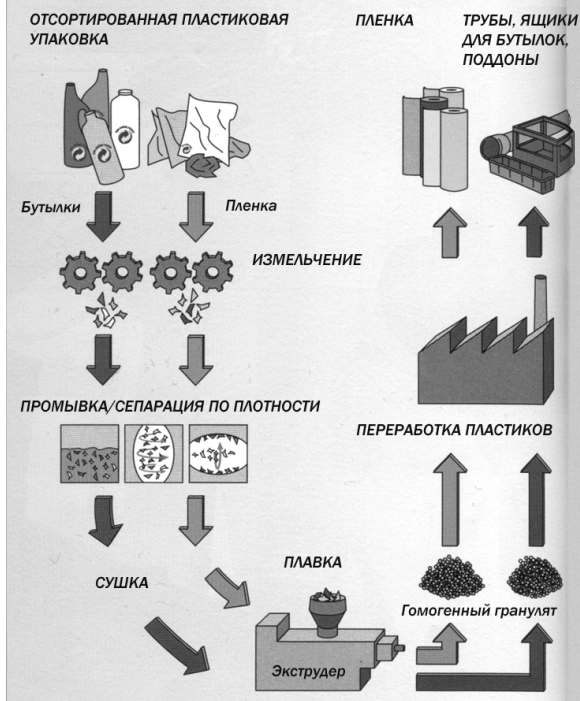 ОТСОРТИРОВАННАЯ ПЛАСТИКОВАЯ
УПАКОВКА
ПЛЕНКА
ТРУБЫ, ЯЩИКИ
ДЛЯ БУТЫЛОК,
ПОДДОНЫ
Бутылки
Пленка
ИЗМЕЛЬЧЕНИЕ
ПРОМЫВКА/СЕПАРАЦИЯ ПО ПЛОТНОСТИ
ПЕРЕРАБОТКА ПЛАСТИКОВ
СУШКА
ПЛАВКА
Гомогенный гранулят
Экструдер